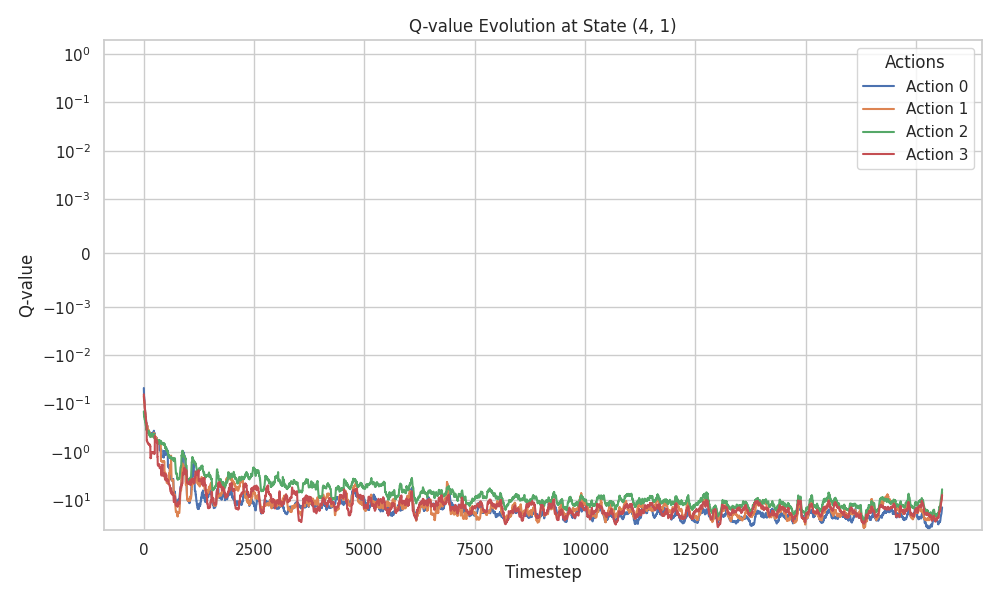 Q-value Evolution at State (4, 1)
Q-value
10⁰
10⁻¹
10⁻²
10⁻³
0
−10⁻³
−10⁻²
−10⁻¹
−10⁰
−10¹
Actions
Action 0
Action 1
Action 2
Action 3
0 2500 5000 7500 10000 12500 15000 17500
Timestep